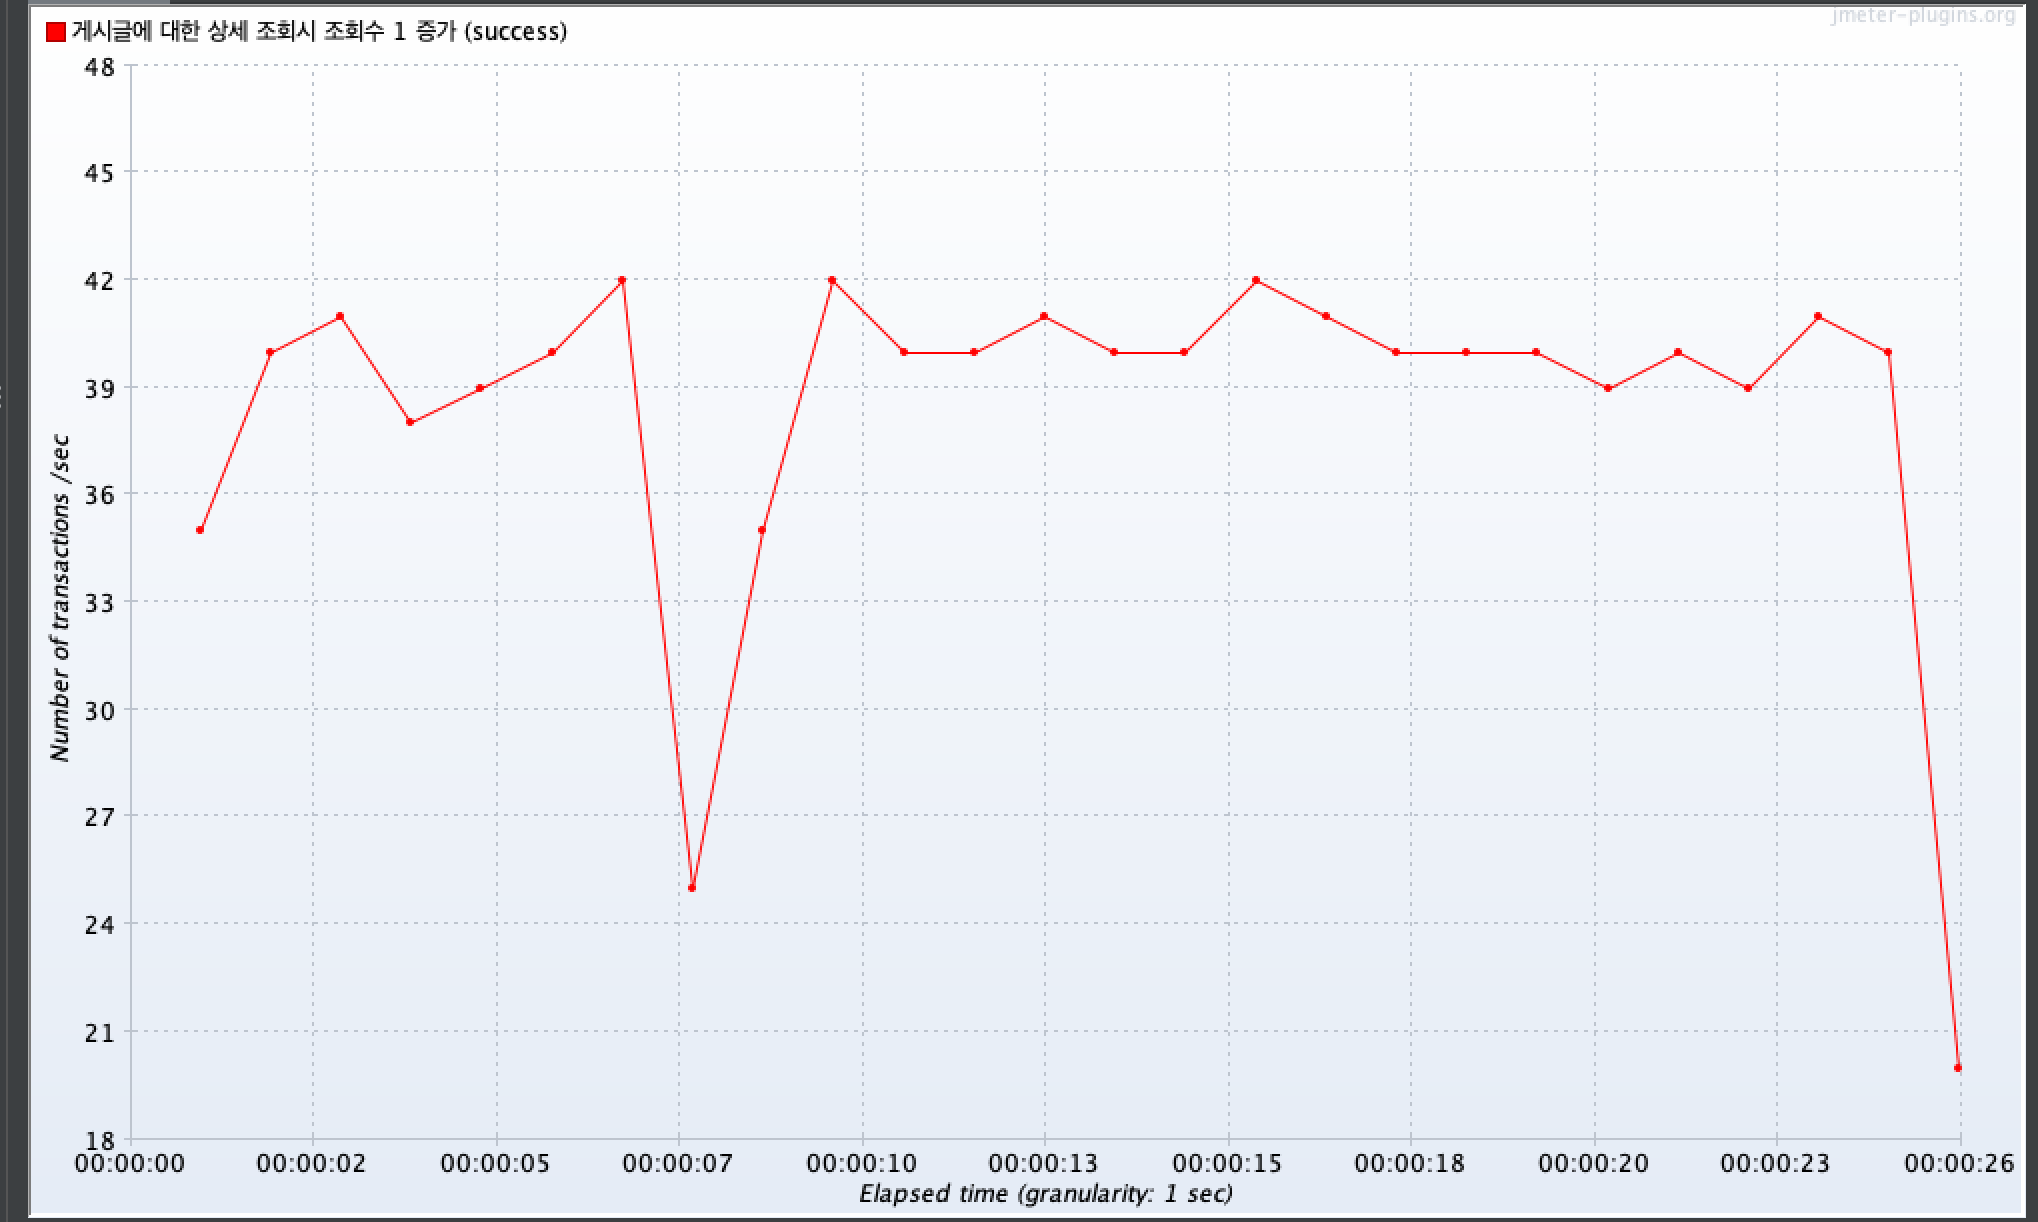 jmeter-plugins.org
게시글에 대한 상세 조회시 조회수 1 증가 (success)
48
45
42
39
36
33
30
27
24
21
18
Number of transactions /sec
00:00:00 00:00:02 00:00:05 00:00:07 00:00:10 00:00:13 00:00:15 00:00:18 00:00:20 00:00:23 00:00:26
Elapsed time (granularity: 1 sec)